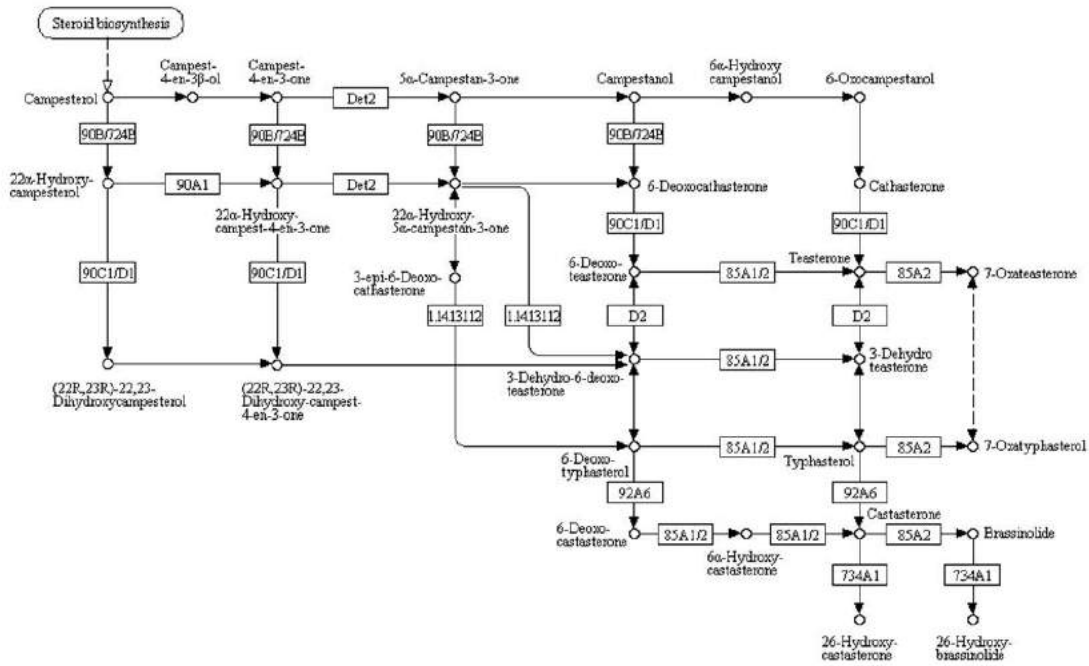 Steroid biosynthesis
Campest-
4-en-3β-ol
Campest-
4-en-3-one
5α-Campestan-3-one
Campestanol
6α-Hydroxy
campestanol
6-Oxocampestanol
Campesterol
Det2
90B/724B
90B/724B
90B/724B
90B/724B
22α-Hydroxy-
campesterol
90A1
Det2
6-Deoxocathasterone
Cathasterone
22α-Hydroxy-
campest-4-en-3-one
22α-Hydroxy-
5α-campestan-3-one
90C1/D1
90C1/D1
90C1/D1
90C1/D1
3-epi-6-Deoxo-
cathasterone
6-Deoxo-
teasterone
85A1/2
Teasterone
85A2
7-Oxateasterone
1.14.13.112
1.14.13.112
D2
D2
85A1/2
3-Dehydro
teasterone
(22R,23R)-22,23-
Dihydroxycampesterol
(22R,23R)-22,23-
Dihydroxy-campest-
4-en-3-one
3-Dehydro-6-deoxo-
teasterone
6-Deoxo-
typhasterol
85A1/2
Typhasterol
85A2
7-Oxatyphasterol
92A6
92A6
6-Deoxo-
castasterone
85A1/2
6α-Hydroxy-
castasterone
85A1/2
Castasterone
85A2
Brassinolide
734A1
734A1
26-Hydroxy-
castasterone
26-Hydroxy-
brassinolide